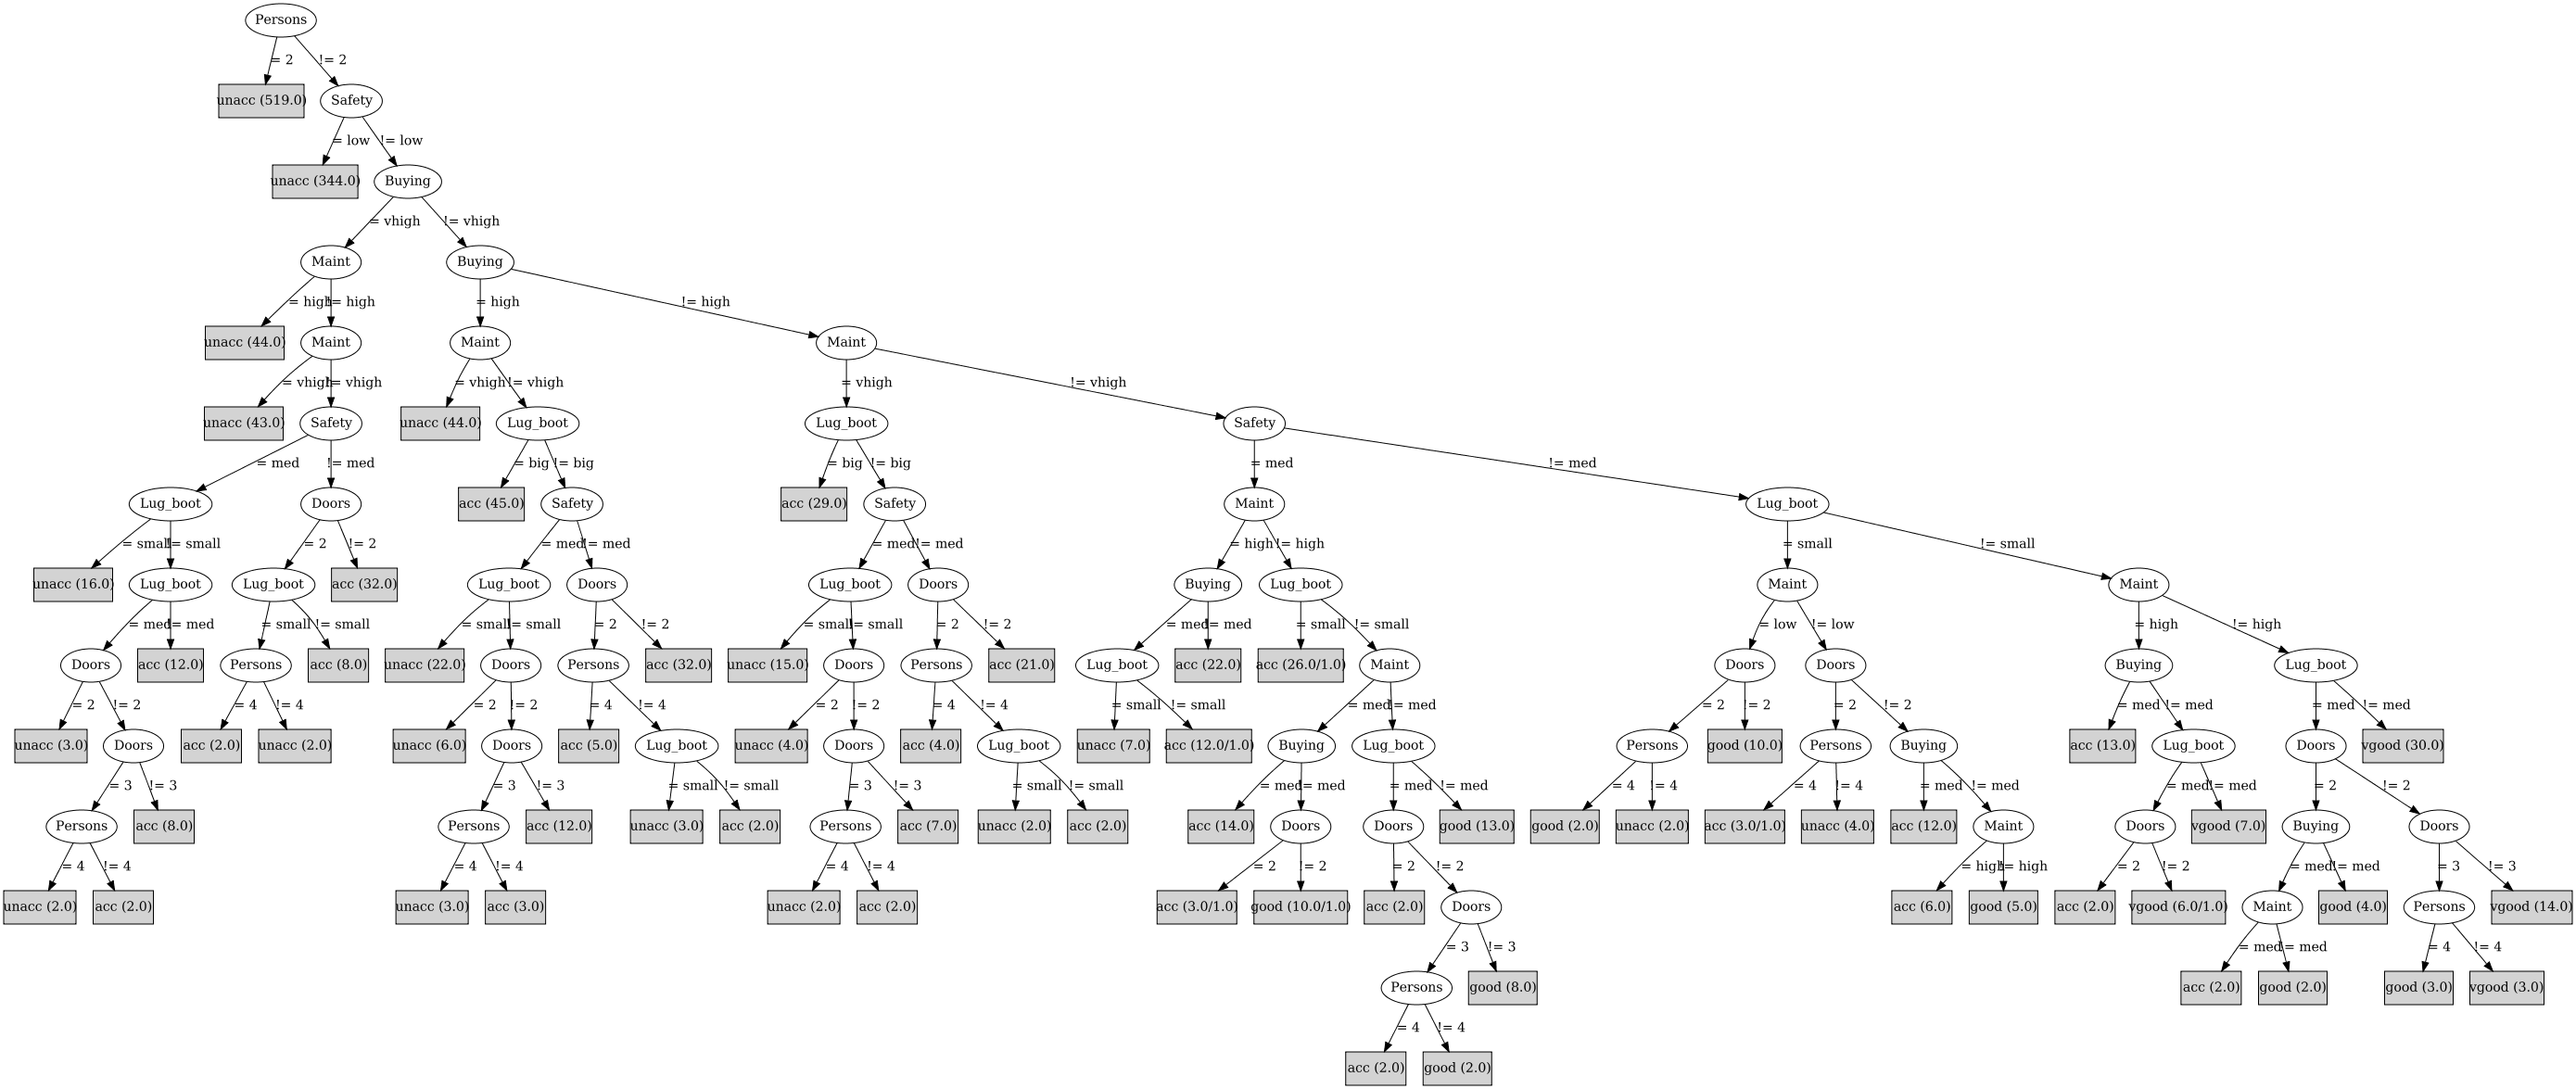 Persons
= 2 != 2
unacc (519.0) Safety
= low != low
unacc (344.0) Buying
= vhigh != vhigh
Maint Buying
= high != high = high != high
unacc (44.0) Maint Maint Maint
= vhigh != vhigh = vhigh != vhigh = vhigh != vhigh
unacc (43.0) Safety unacc (44.0) Lug_boot Lug_boot Safety
= med != med = big != big = big != big = med != med
Lug_boot Doors acc (45.0) Safety acc (29.0) Safety Maint Lug_boot
= small != small = 2 != 2 = med != med = med != med = high != high = small != small
unacc (16.0) Lug_boot Lug_boot acc (32.0) Lug_boot Doors Lug_boot Doors Buying Lug_boot Maint Maint
= med != med = small != small = small != small = 2 != 2 = small != small = 2 != 2 = med != med = small != small = low != low = high != high
Doors acc (12.0) Persons acc (8.0) unacc (22.0) Doors Persons acc (32.0) unacc (15.0) Doors Persons acc (21.0) Lug_boot acc (22.0) acc (26.0/1.0) Maint Doors Doors Buying Lug_boot
= 2 != 2 = 4 != 4 = 2 != 2 = 4 != 4 = 2 != 2 = 4 != 4 = small != small = med != med = 2 != 2 = 2 != 2 = med != med = med != med
unacc (3.0) Doors acc (2.0) unacc (2.0) unacc (6.0) Doors acc (5.0) Lug_boot unacc (4.0) Doors acc (4.0) Lug_boot unacc (7.0) acc (12.0/1.0) Buying Lug_boot Persons good (10.0) Persons Buying acc (13.0) Lug_boot Doors vgood (30.0)
= 3 != 3 = 3 != 3 = small != small = 3 != 3 = small != small = med != med = med != med = 4 != 4 = 4 != 4 = med != med = med != med = 2 != 2
Persons acc (8.0) Persons acc (12.0) unacc (3.0) acc (2.0) Persons acc (7.0) unacc (2.0) acc (2.0) acc (14.0) Doors Doors good (13.0) good (2.0) unacc (2.0) acc (3.0/1.0) unacc (4.0) acc (12.0) Maint Doors vgood (7.0) Buying Doors
= 4 != 4 = 4 != 4 = 4 != 4 = 2 != 2 = 2 != 2 = high != high = 2 != 2 = med != med = 3 != 3
unacc (2.0) acc (2.0) unacc (3.0) acc (3.0) unacc (2.0) acc (2.0) acc (3.0/1.0) good (10.0/1.0) acc (2.0) Doors acc (6.0) good (5.0) acc (2.0) vgood (6.0/1.0) Maint good (4.0) Persons vgood (14.0)
= 3 != 3 = med != med = 4 != 4
Persons good (8.0) acc (2.0) good (2.0) good (3.0) vgood (3.0)
= 4 != 4
acc (2.0) good (2.0)